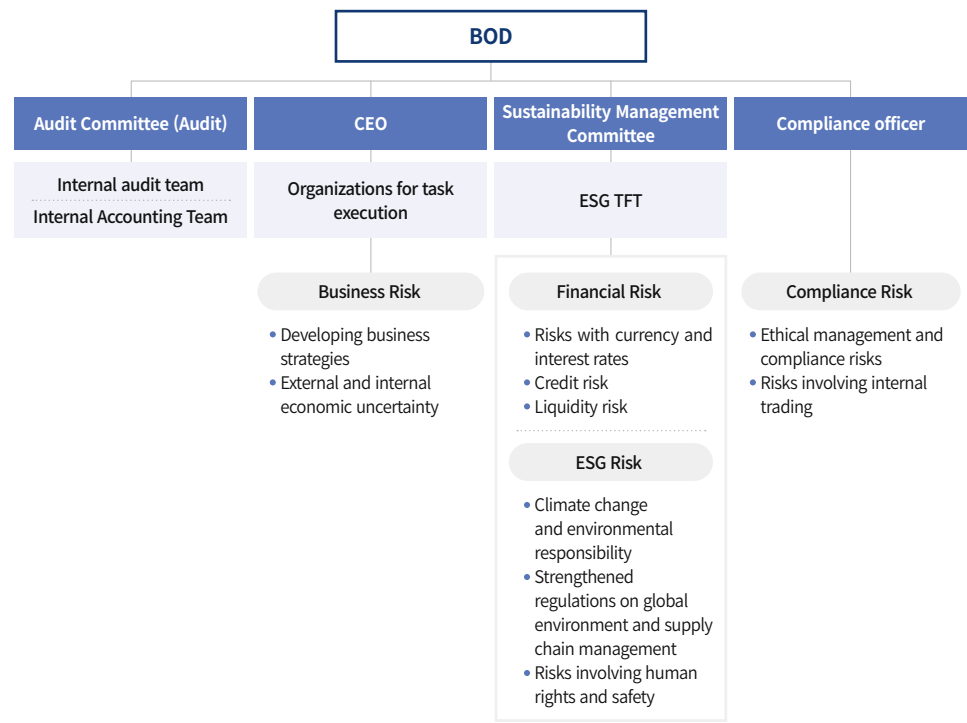 BOD
Audit Committee (Audit)
CEO
Sustainability Management
Committee
Compliance officer
Internal audit team
Internal Accounting Team
Organizations for task
execution
ESG TFT
Business Risk
• Developing business
strategies
• External and internal
economic uncertainty
Financial Risk
• Risks with currency and
interest rates
• Credit risk
• Liquidity risk
ESG Risk
• Climate change
and environmental
responsibility
• Strengthened
regulations on global
environment and supply
chain management
• Risks involving human
rights and safety
Compliance Risk
• Ethical management and
compliance risks
• Risks involving internal
trading